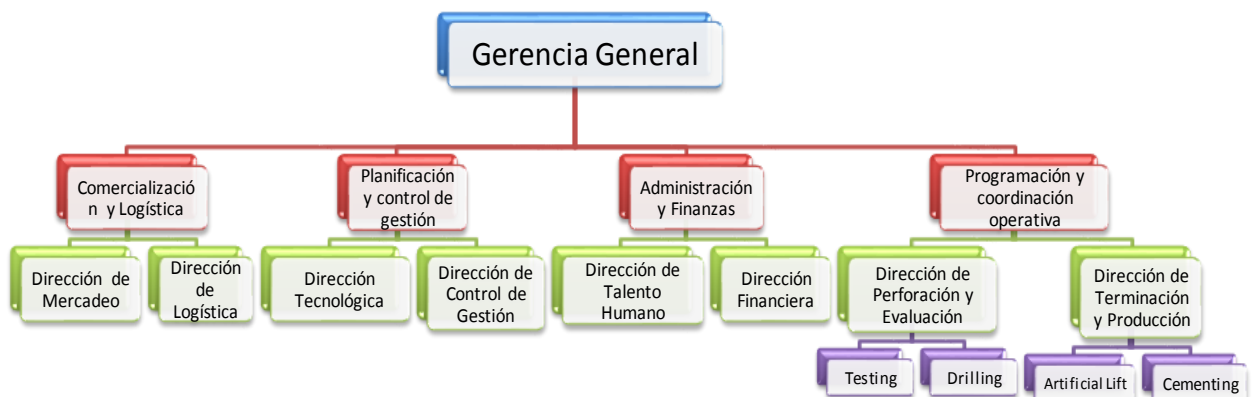 Gerencia General
Comercializació
n y Logística
Planificación
y control de
gestión
Administración
y Finanzas
Programación y
coordinación
operativa
Dirección de
Mercadeo
Dirección
de
Logística
Dirección
Tecnológica
Dirección de
Control de
Gestión
Dirección de
Talento
Humano
Dirección
Financiera
Dirección de
Perforación y
Evaluación
Dirección de
Terminación
y Producción
Testing
Drilling
Artificial Lift
Cementing